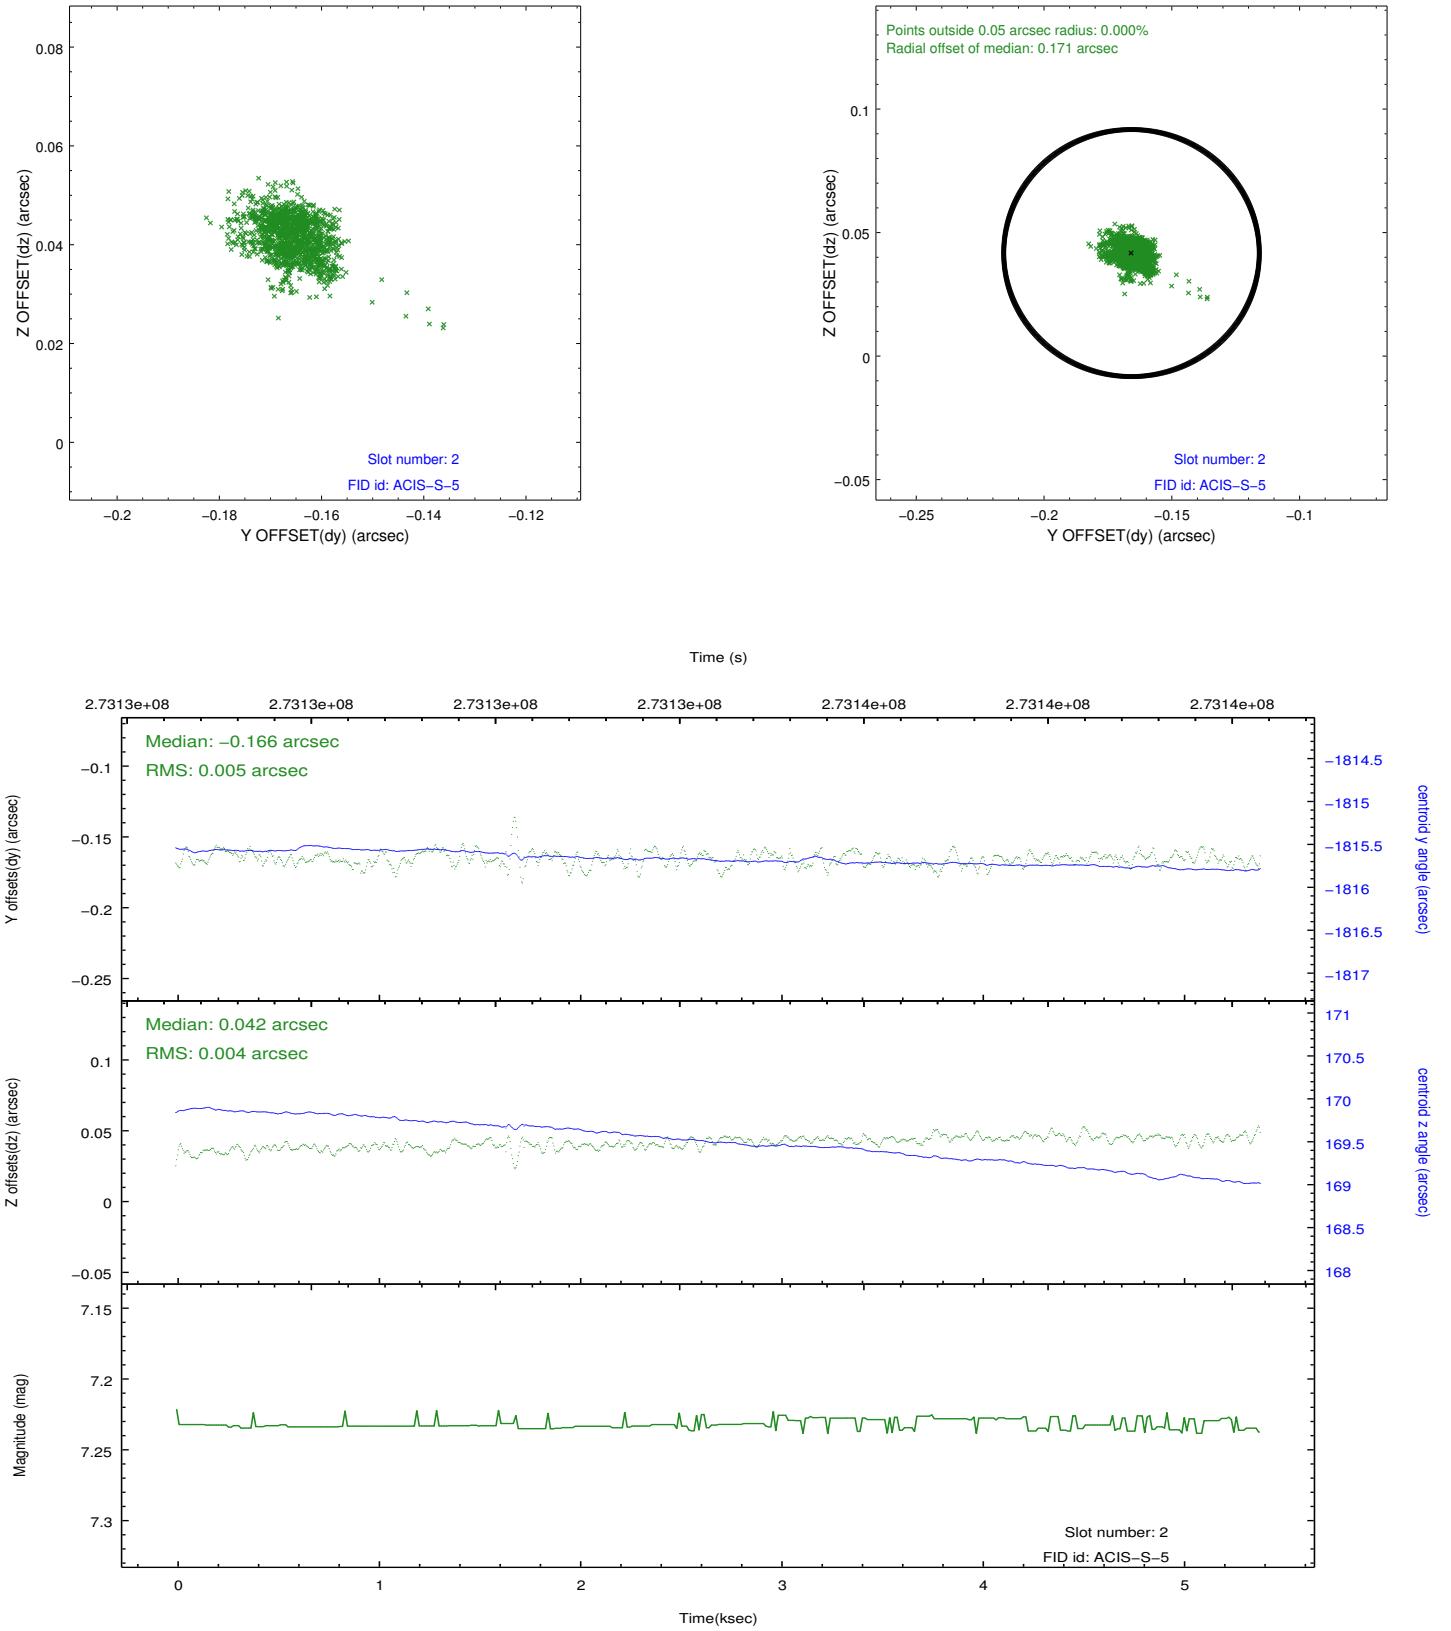 0.08
0.06
0.04
0.02
0
Z OFFSET(dz) (arcsec)
Slot number: 2
FID id: ACIS−S−5
−0.2
−0.18
−0.16
−0.14
−0.12
Y OFFSET(dy) (arcsec)
Points outside 0.05 arcsec radius: 0.000%
Radial offset of median: 0.171 arcsec
0.1
0.05
0
−0.05
Z OFFSET(dz) (arcsec)
Slot number: 2
FID id: ACIS−S−5
−0.25
−0.2
−0.15
−0.1
Y OFFSET(dy) (arcsec)
Time (s)
2.7313e+08
2.7313e+08
2.7313e+08
2.7313e+08
2.7314e+08
2.7314e+08
2.7314e+08
Median: −0.166 arcsec
RMS: 0.005 arcsec
−0.1
−0.15
−0.2
−0.25
Y offsets(dy) (arcsec)
−1814.5
−1815
−1815.5
−1816
−1816.5
−1817
centroid y angle (arcsec)
Median: 0.042 arcsec
RMS: 0.004 arcsec
0.1
0.05
0
−0.05
Z offsets(dz) (arcsec)
171
170.5
170
169.5
169
168.5
168
centroid z angle (arcsec)
7.15
7.2
7.25
7.3
Magnitude (mag)
Slot number: 2
FID id: ACIS−S−5
0
1
2
3
4
5
Time(ksec)